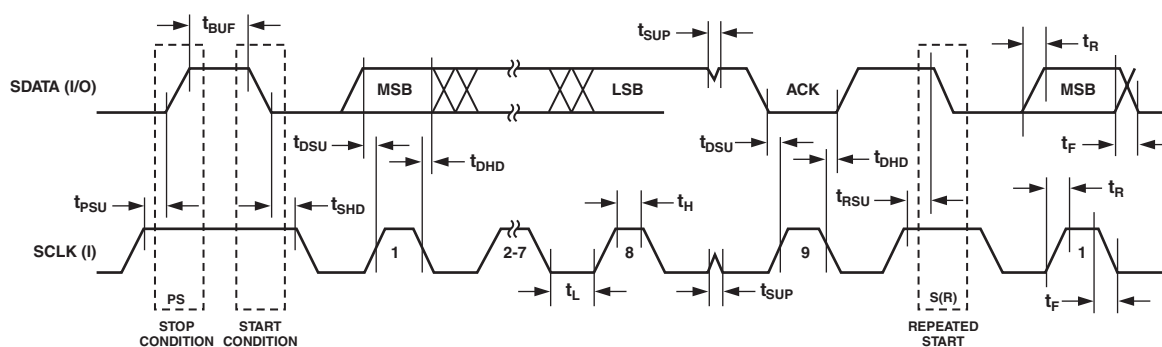 tBUF
tSUP
tR
SDATA (I/O)
MSB
LSB
ACK
MSB
tDSU
tDHD
tDSU
tDHD
tF
tPSU
tSHD
tH
tRSU
tR
SCLK (I)
1
2-7
8
9
1
tL
tSUP
tF
PS
S(R)
STOP
CONDITION
START
CONDITION
REPEATED
START